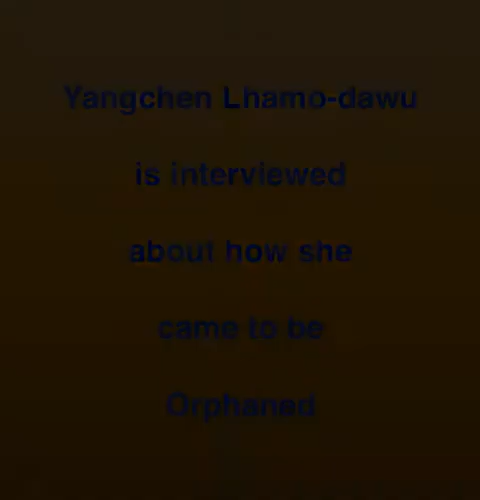 Yangchen Lhamo-dawu
is interviewed
about how she
came to be
Orphaned